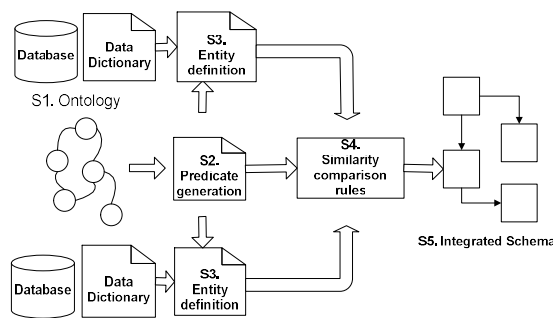 Database
Data
Dictionary
S3.
Entity
definition
S1. Ontology
S2.
Predicate
generation
S4.
Similarity
comparison
rules
S5. Integrated Schema
Database
Data
Dictionary
S3.
Entity
definition